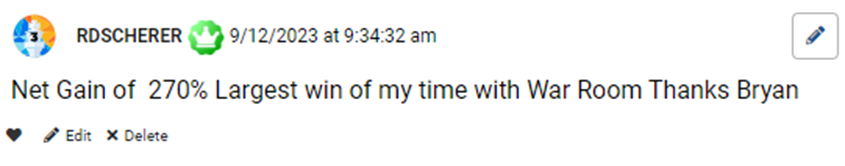 3 RDSCHERER 9/12/2023 at 9:34:32 am
Net Gain of  270% Largest win of my time with War Room Thanks Bryan
Edit Delete